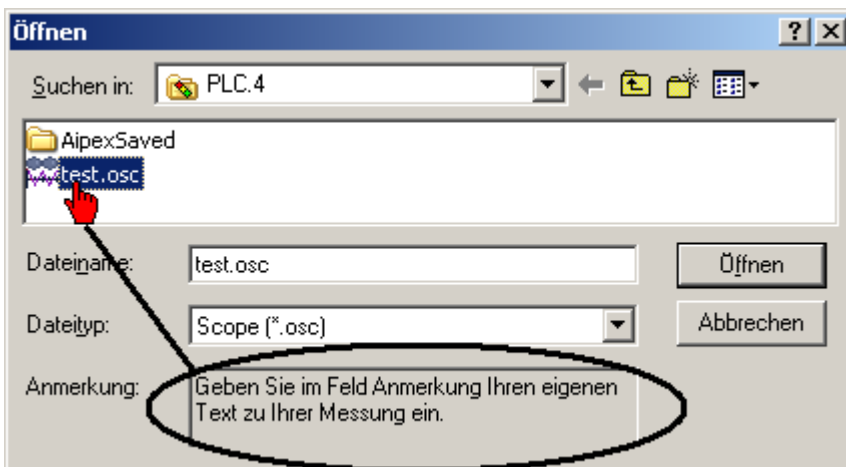 Öffnen
Suchen in: PLC.4
AipexSaved
test.osc
Dateiname: test.osc Öffnen
Dateityp: Scope (*.osc) Abbrechen
Anmerkung: Geben Sie im Feld Anmerkung Ihren eigenen
Text zu Ihrer Messung ein.